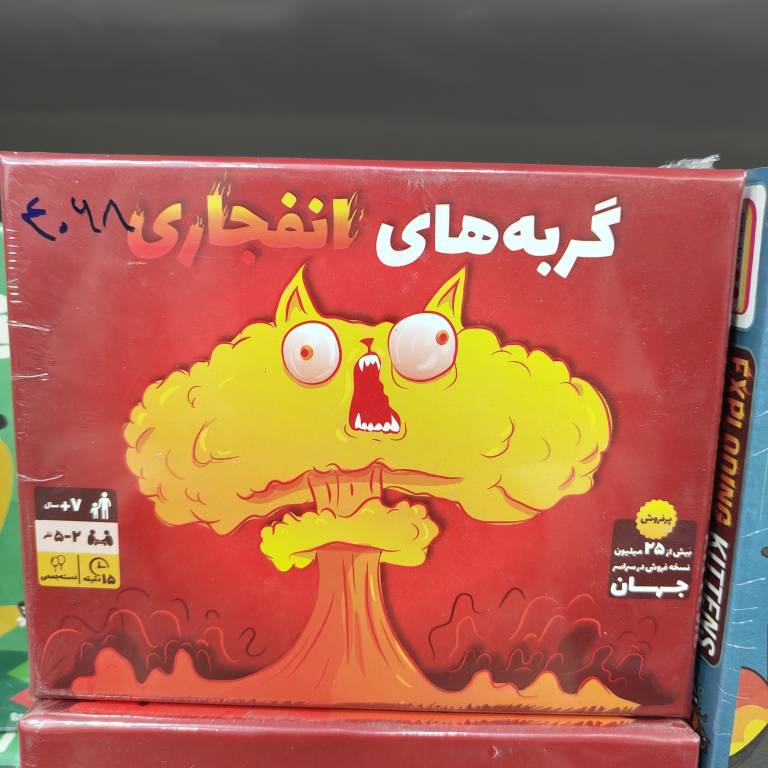 گربه‌های انفجاری
۴۰۶۷۸
+۷ سال
۵-۲ نفر
۱۵ دقیقه
دسته‌جمعی
پرفروش
بیش از ۲۵ میلیون
نسخه فروش در سراسر
جهان
EXPLODING KITTENS